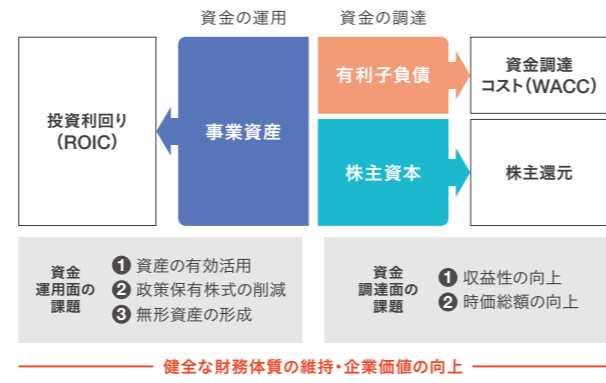 資金の運用
資金の調達
投資利回り
（ROIC）
事業資産
有利子負債
株主資本
資金調達
コスト（WACC）
株主還元
資金
運用面の
課題
❶ 資産の有効活用
❷ 政策保有株式の削減
❸ 無形資産の形成
資金
調達面の
課題
❶ 収益性の向上
❷ 時価総額の向上
健全な財務体質の維持・企業価値の向上